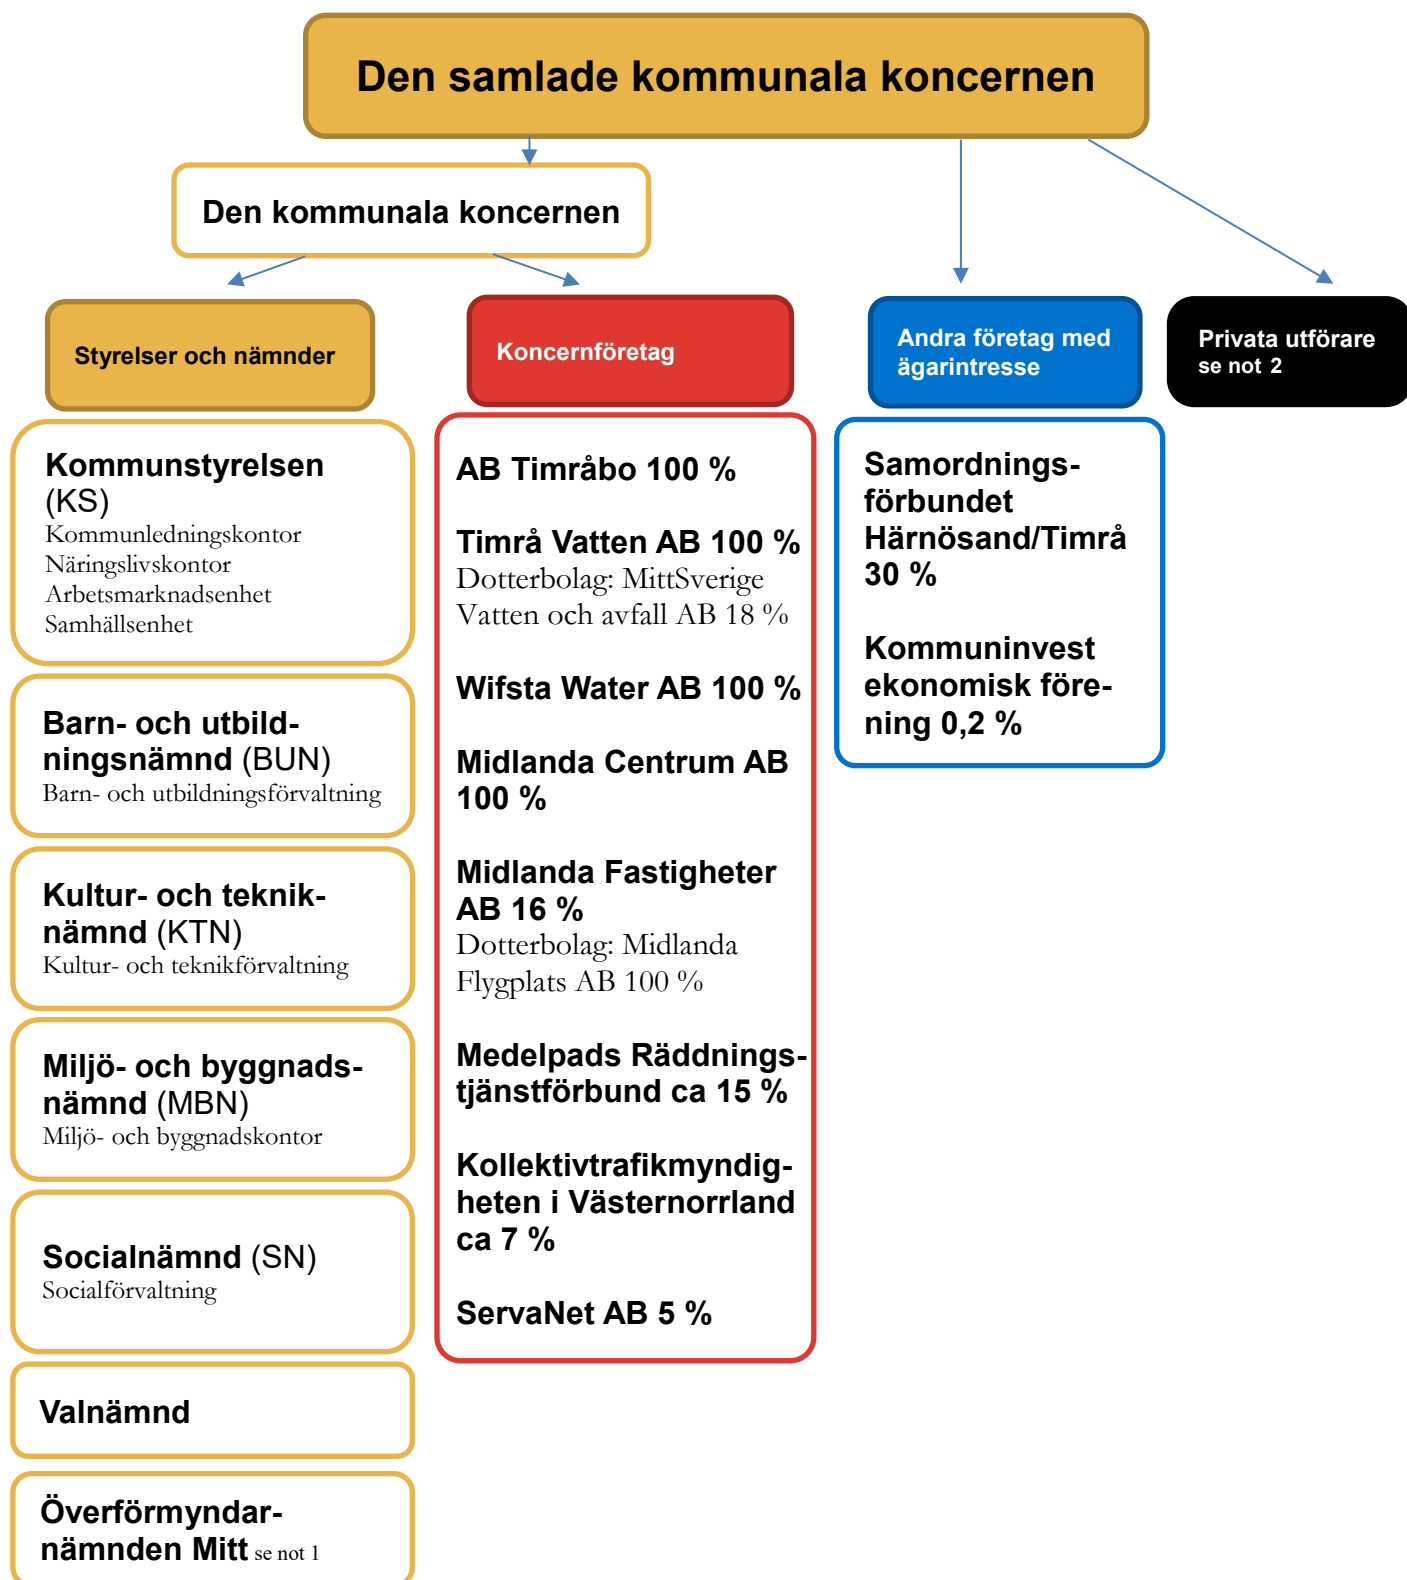 Den samlade kommunala koncernen
Den kommunala koncernen
Styrelser och nämnder
Koncernföretag
Andra företag med
ägarintresse
Privata utförare
se not 2
Kommunstyrelsen
(KS)
Kommunledningskontor
Näringslivskontor
Arbetsmarknadsenhet
Samhällsenhet
Barn- och utbild-
ningsnämnd (BUN)
Barn- och utbildningsförvaltning
Kultur- och teknik-
nämnd (KTN)
Kultur- och teknikförvaltning
Miljö- och byggnads-
nämnd (MBN)
Miljö- och byggnadskontor
Socialnämnd (SN)
Socialförvaltning
Valnämnd
Överförmyndar-
nämnden Mitt se not 1
AB Timråbo 100 %
Timrå Vatten AB 100 %
Dotterbolag: MittSverige
Vatten och avfall AB 18 %
Wifsta Water AB 100 %
Midlanda Centrum AB
100 %
Midlanda Fastigheter
AB 16 %
Dotterbolag: Midlanda
Flygplats AB 100 %
Medelpads Räddnings-
tjänstförbund ca 15 %
Kollektivtrafikmyndig-
heten i Västernorrland
ca 7 %
ServaNet AB 5 %
Samordnings-
förbundet
Härnösand/Timrå
30 %
Kommuninvest
ekonomisk före-
ning 0,2 %